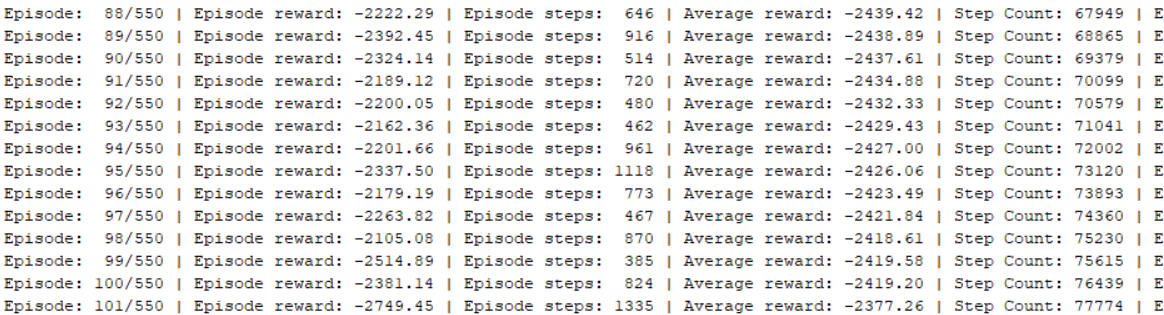 Episode:  88/550 | Episode reward: -2222.29 | Episode steps:  646 | Average reward: -2439.42 | Step Count: 67949 | E
Episode:  89/550 | Episode reward: -2392.45 | Episode steps:  916 | Average reward: -2438.89 | Step Count: 68865 | E
Episode:  90/550 | Episode reward: -2324.14 | Episode steps:  514 | Average reward: -2437.61 | Step Count: 69379 | E
Episode:  91/550 | Episode reward: -2189.12 | Episode steps:  720 | Average reward: -2434.88 | Step Count: 70099 | E
Episode:  92/550 | Episode reward: -2200.05 | Episode steps:  480 | Average reward: -2432.33 | Step Count: 70579 | E
Episode:  93/550 | Episode reward: -2162.36 | Episode steps:  462 | Average reward: -2429.43 | Step Count: 71041 | E
Episode:  94/550 | Episode reward: -2201.66 | Episode steps:  961 | Average reward: -2427.00 | Step Count: 72002 | E
Episode:  95/550 | Episode reward: -2337.50 | Episode steps: 1118 | Average reward: -2426.06 | Step Count: 73120 | E
Episode:  96/550 | Episode reward: -2179.19 | Episode steps:  773 | Average reward: -2423.49 | Step Count: 73893 | E
Episode:  97/550 | Episode reward: -2263.82 | Episode steps:  467 | Average reward: -2421.84 | Step Count: 74360 | E
Episode:  98/550 | Episode reward: -2105.08 | Episode steps:  870 | Average reward: -2418.61 | Step Count: 75230 | E
Episode:  99/550 | Episode reward: -2514.89 | Episode steps:  385 | Average reward: -2419.58 | Step Count: 75615 | E
Episode: 100/550 | Episode reward: -2381.14 | Episode steps:  824 | Average reward: -2419.20 | Step Count: 76439 | E
Episode: 101/550 | Episode reward: -2749.45 | Episode steps: 1335 | Average reward: -2377.26 | Step Count: 77774 | E